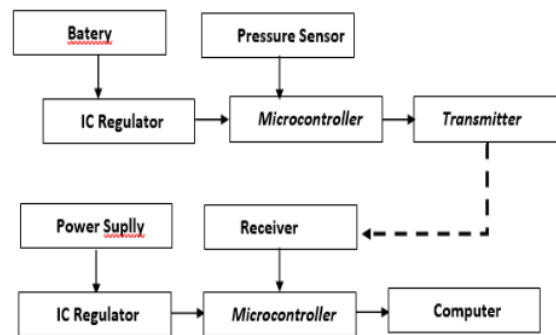 Batery
Pressure Sensor
IC Regulator
Microcontroller
Transmitter
Power Suplly
Receiver
IC Regulator
Microcontroller
Computer